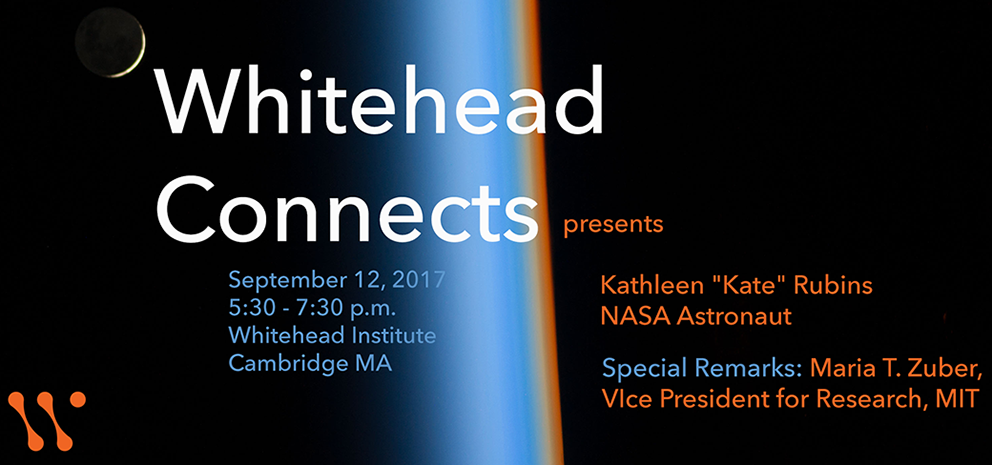 Whitehead
Connects
presents
September 12, 2017
5:30 - 7:30 p.m.
Whitehead Institute
Cambridge MA
Kathleen "Kate" Rubins
NASA Astronaut
Special Remarks: Maria T. Zuber,
VIce President for Research, MIT